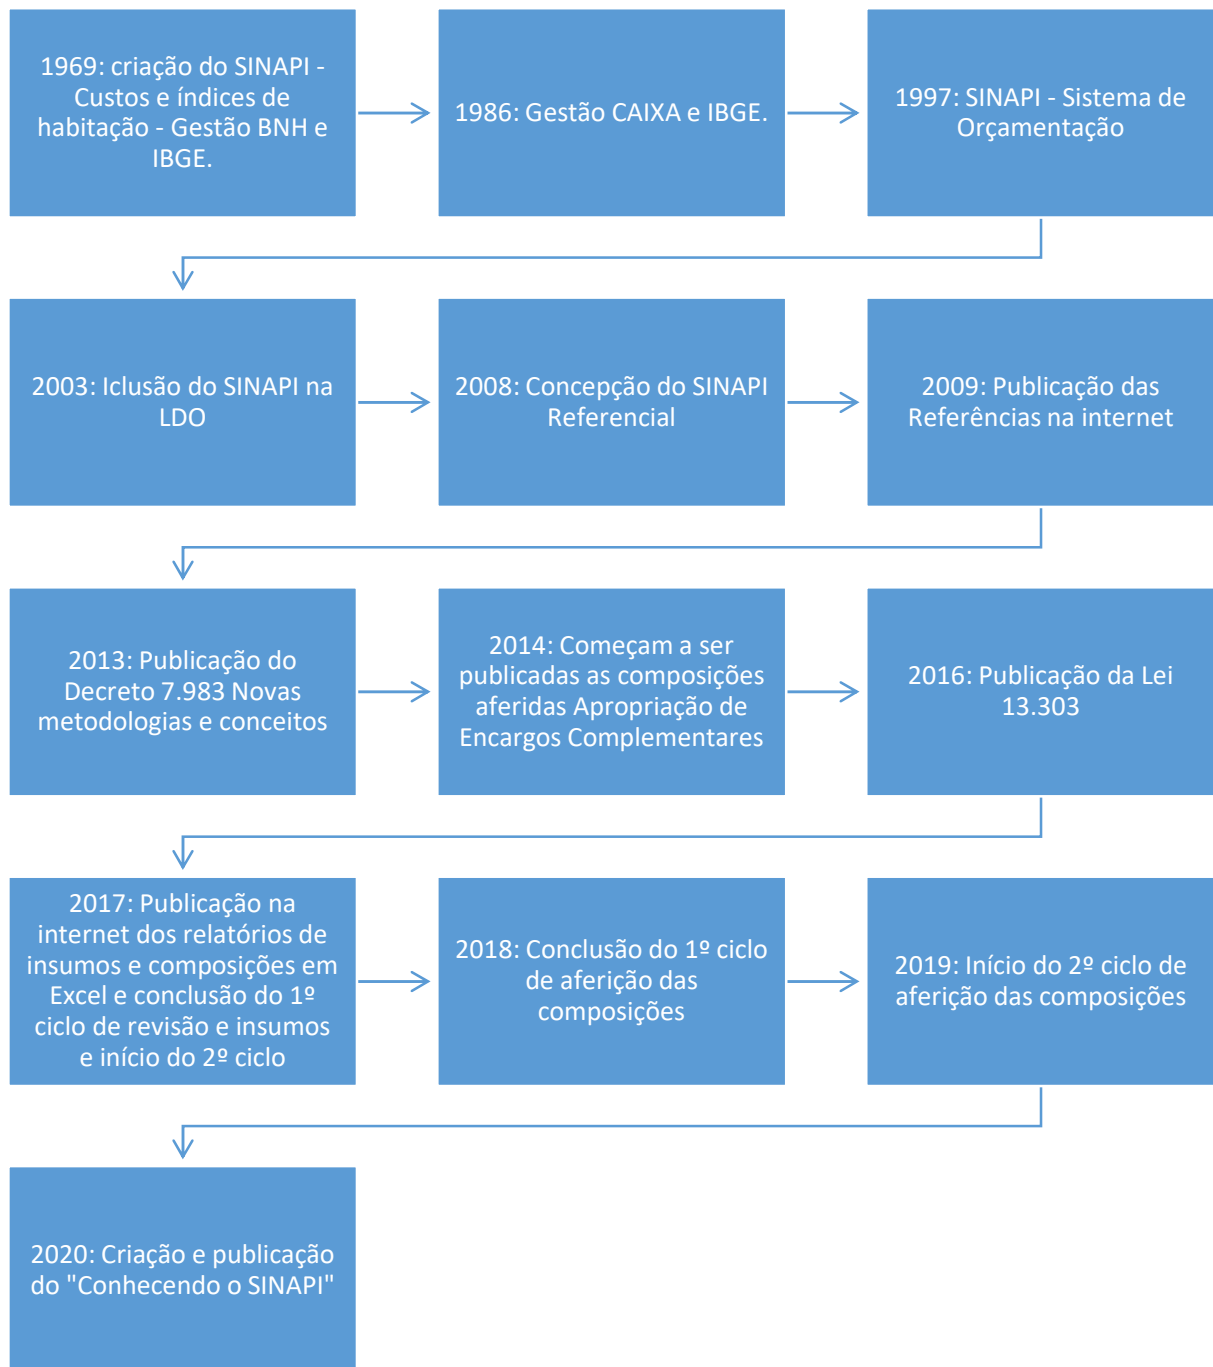 1969: criação do SINAPI -
Custos e índices de
habitação - Gestão BNH e
IBGE.
1986: Gestão CAIXA e IBGE.
1997: SINAPI - Sistema de
Orçamentação
2003: Iclusão do SINAPI na
LDO
2008: Concepção do SINAPI
Referencial
2009: Publicação das
Referências na internet
2013: Publicação do
Decreto 7.983 Novas
metodologias e conceitos
2014: Começam a ser
publicadas as composições
aferidas Apropriação de
Encargos Complementares
2016: Publicação da Lei
13.303
2017: Publicação na
internet dos relatórios de
insumos e composições em
Excel e conclusão do 1º
ciclo de revisão e insumos
e início do 2º ciclo
2018: Conclusão do 1º ciclo
de aferição das
composições
2019: Início do 2º ciclo de
aferição das composições
2020: Criação e publicação
do "Conhecendo o SINAPI"